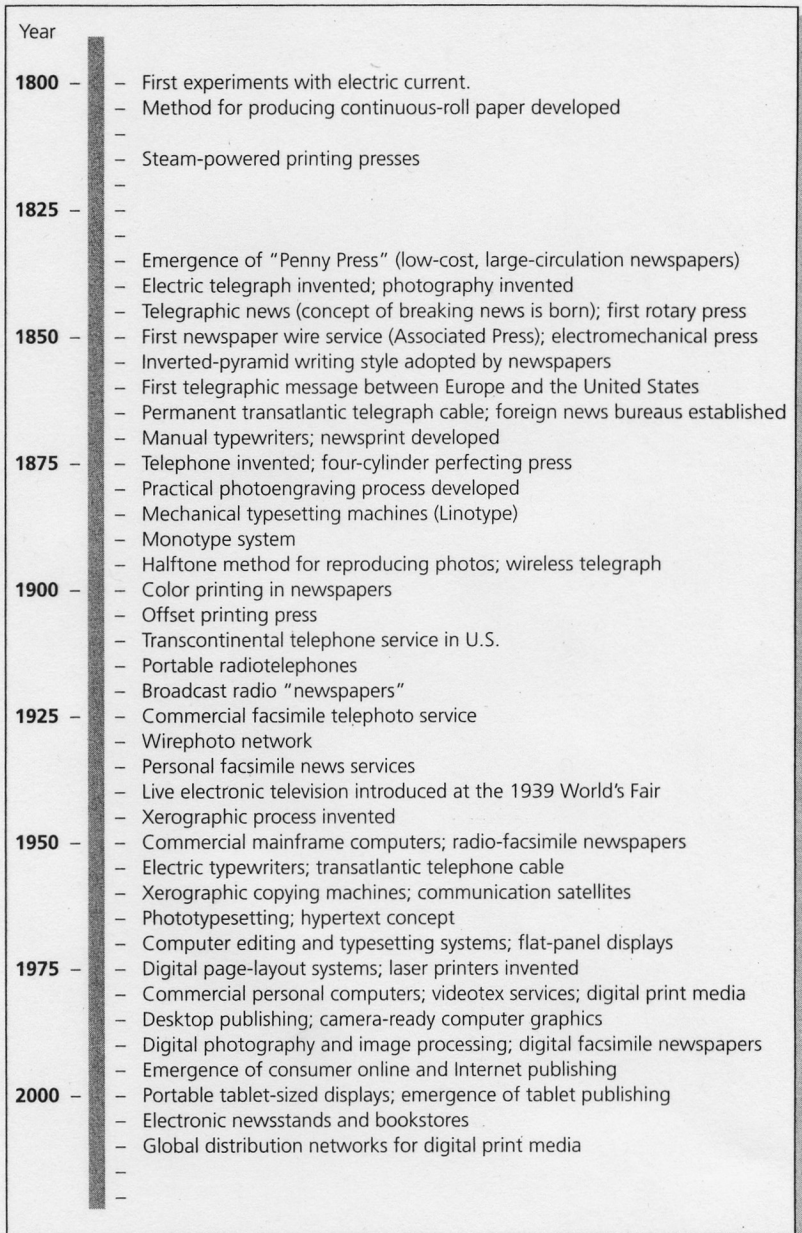 Year
1800 – – First experiments with electric current.
– Method for producing continuous-roll paper developed
–
– Steam-powered printing presses
–
1825 – –
–
– Emergence of "Penny Press" (low-cost, large-circulation newspapers)
– Electric telegraph invented; photography invented
– Telegraphic news (concept of breaking news is born); first rotary press
1850 – – First newspaper wire service (Associated Press); electromechanical press
– Inverted-pyramid writing style adopted by newspapers
– First telegraphic message between Europe and the United States
– Permanent transatlantic telegraph cable; foreign news bureaus established
– Manual typewriters; newsprint developed
1875 – – Telephone invented; four-cylinder perfecting press
– Practical photoengraving process developed
– Mechanical typesetting machines (Linotype)
– Monotype system
– Halftone method for reproducing photos; wireless telegraph
1900 – – Color printing in newspapers
– Offset printing press
– Transcontinental telephone service in U.S.
– Portable radiotelephones
– Broadcast radio "newspapers"
1925 – – Commercial facsimile telephoto service
– Wirephoto network
– Personal facsimile news services
– Live electronic television introduced at the 1939 World's Fair
– Xerographic process invented
1950 – – Commercial mainframe computers; radio-facsimile newspapers
– Electric typewriters; transatlantic telephone cable
– Xerographic copying machines; communication satellites
– Phototypesetting; hypertext concept
– Computer editing and typesetting systems; flat-panel displays
1975 – – Digital page-layout systems; laser printers invented
– Commercial personal computers; videotex services; digital print media
– Desktop publishing; camera-ready computer graphics
– Digital photography and image processing; digital facsimile newspapers
– Emergence of consumer online and Internet publishing
2000 – – Portable tablet-sized displays; emergence of tablet publishing
– Electronic newsstands and bookstores
– Global distribution networks for digital print media
–
–